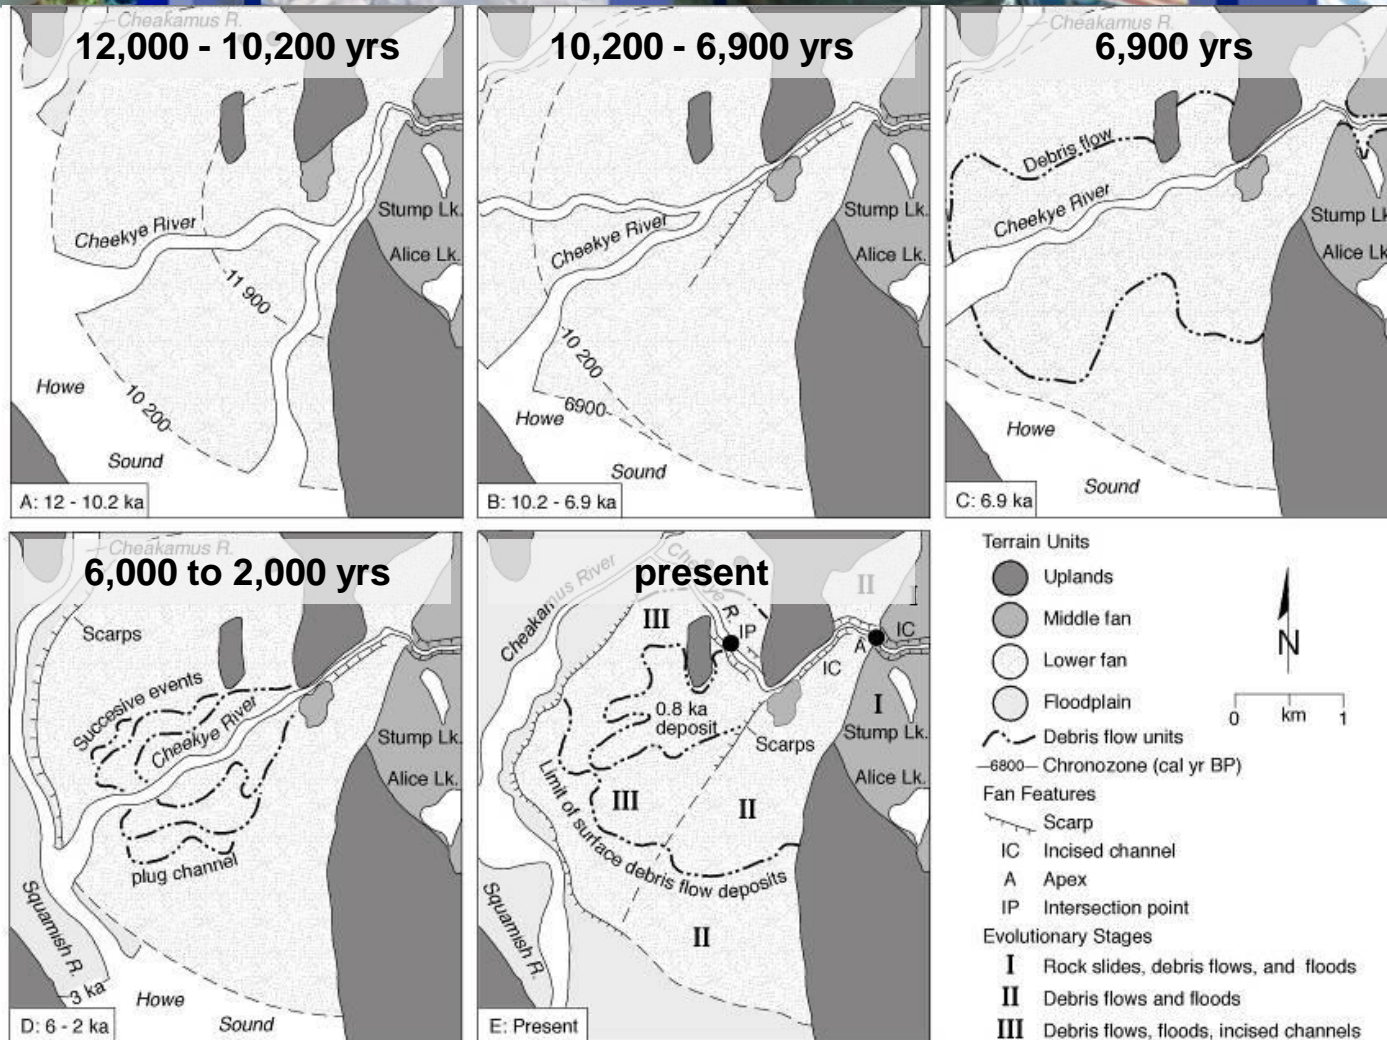 Cheakamus R.
12,000 - 10,200 yrs
Stump Lk.
Cheekye River
Alice Lk.
11 900
Howe
10 200
Sound
A: 12 - 10.2 ka
10,200 - 6,900 yrs
Stump Lk.
Cheekye River
Alice Lk.
10 200
6900
Howe
Sound
B: 10.2 - 6.9 ka
Cheakamus R.
6,900 yrs
Debris flow
Cheekye River
Stump Lk
Alice Lk.
Howe
Sound
C: 6.9 ka
Cheakamus R.
6,000 to 2,000 yrs
Scarps
Succesive events
Cheekye River
Stump Lk.
Alice Lk.
plug channel
Squamish R.
3 ka
Howe
Sound
D: 6 - 2 ka
present
Cheakamus River
Cheekye R.
II
I
III
IP
IC
A
IC
I
0.8 ka
deposit
Stump Lk.
Scarps
Alice Lk.
Limit of surface debris flow deposits
III
II
Squamish R.
II
E: Present
Terrain Units
Uplands
Middle fan
Lower fan
Floodplain
N
0 km 1
Debris flow units
6800 Chronozone (cal yr BP)
Fan Features
Scarp
IC Incised channel
A Apex
IP Intersection point
Evolutionary Stages
I Rock slides, debris flows, and floods
II Debris flows and floods
III Debris flows, floods, incised channels